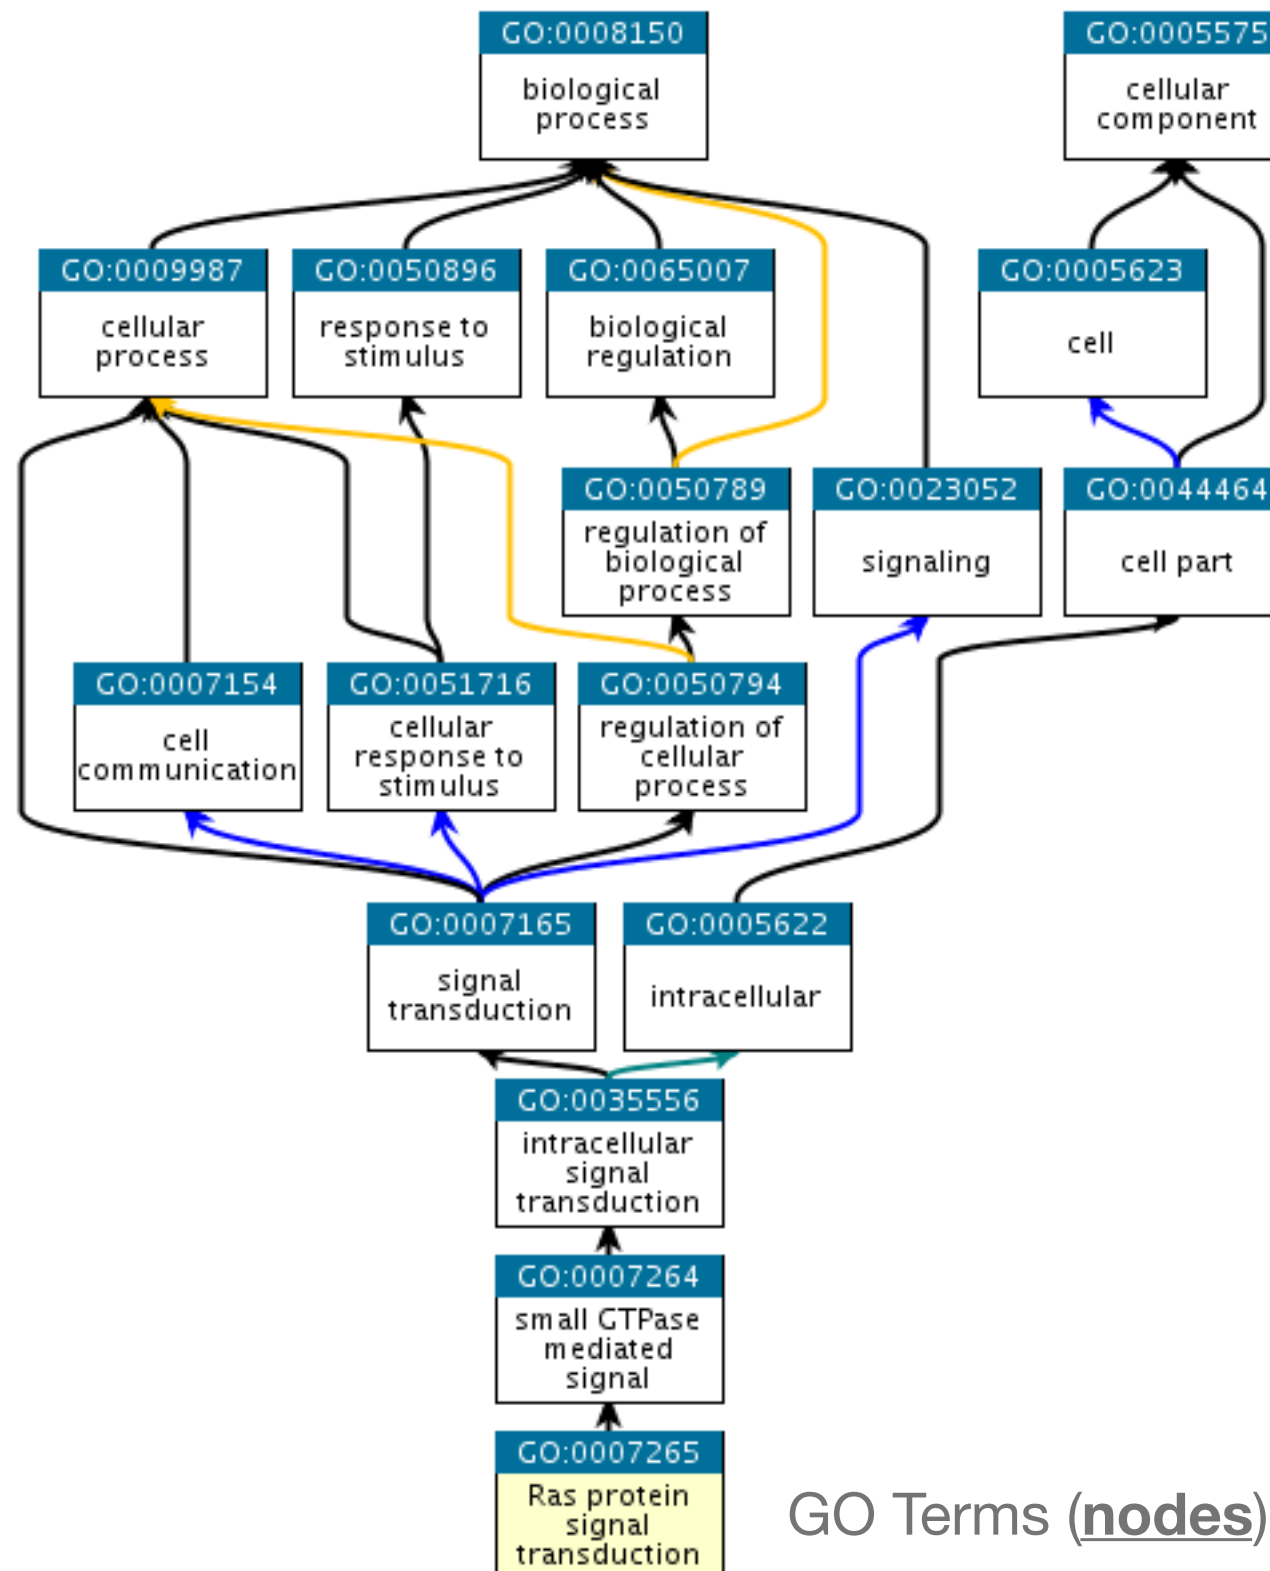 GO:0008150
biological
process
GO:0005575
cellular
component
GO:0009987
cellular
process
GO:0050896
response to
stimulus
GO:0065007
biological
regulation
GO:0005623
cell
GO:0050789
regulation of
biological
process
GO:0023052
signaling
GO:0044464
cell part
GO:0007154
cell
communication
GO:0051716
cellular
response to
stimulus
GO:0050794
regulation of
cellular
process
GO:0007165
signal
transduction
GO:0005622
intracellular
GO:0035556
intracellular
signal
transduction
GO:0007264
small GTPase
mediated
signal
GO:0007265
Ras protein
signal
transduction
GO Terms (nodes)